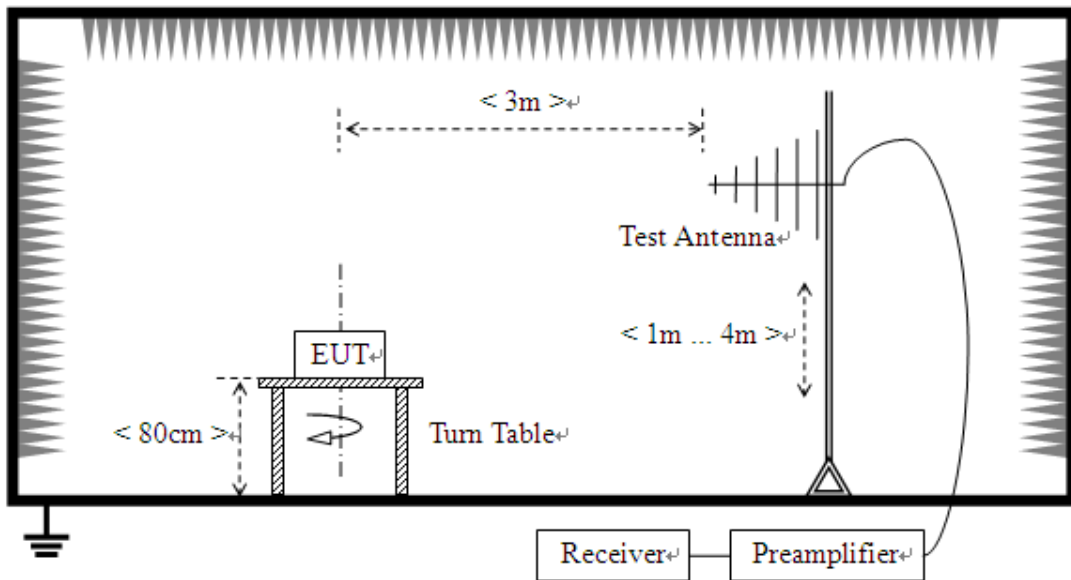 < 3m >↵
Test Antenna↵
< 1m ... 4m >↵
EUT↵
< 80cm >↵
Turn Table↵
Receiver↵
Preamplifier↵